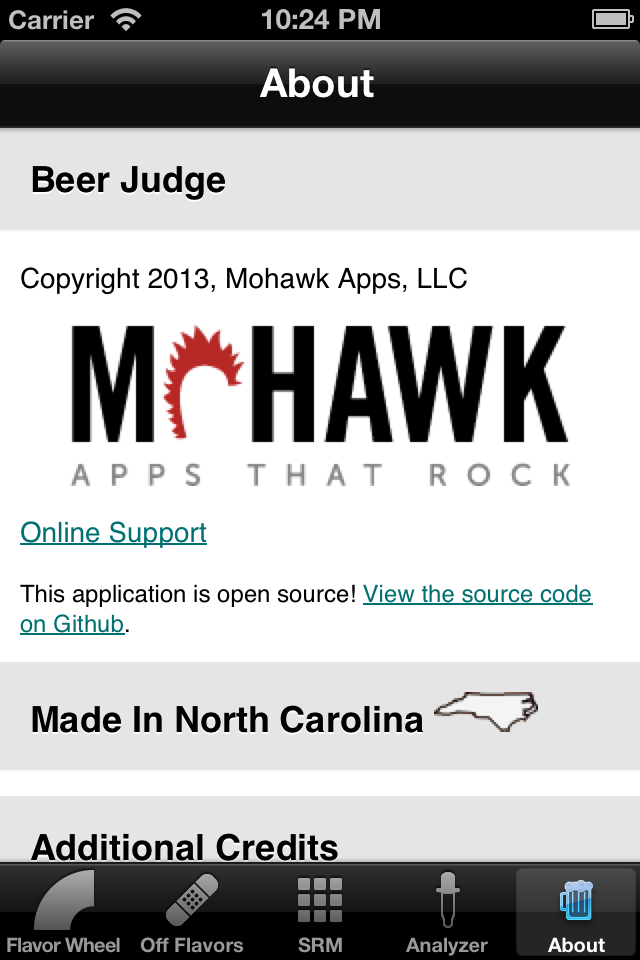 Carrier 10:24 PM
About
Beer Judge
Copyright 2013, Mohawk Apps, LLC
MOHAWK
APPS THAT ROCK
Online Support
This application is open source! View the source code
on Github.
Made In North Carolina
Additional Credits
Flavor Wheel Off Flavors SRM Analyzer About